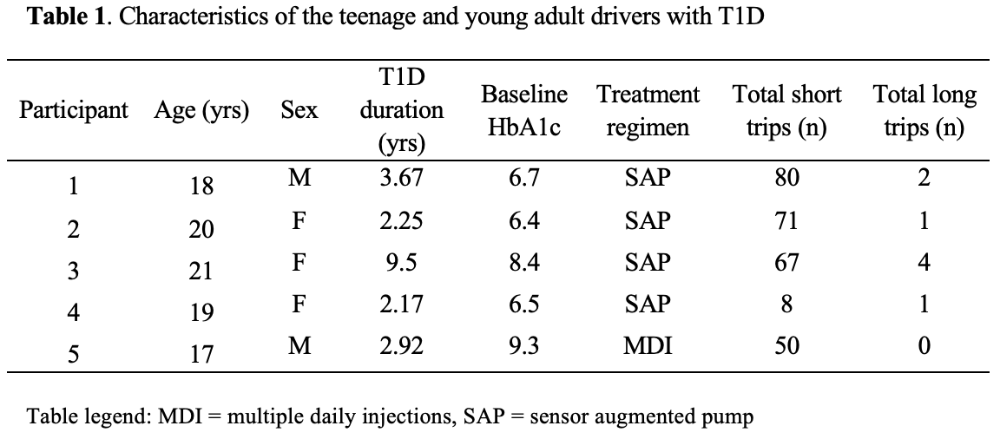 Table 1. Characteristics of the teenage and young adult drivers with T1D
Participant Age (yrs) Sex T1D duration (yrs) Baseline HbA1c Treatment regimen Total short trips (n) Total long trips (n)
1 18 M 3.67 6.7 SAP 80 2
2 20 F 2.25 6.4 SAP 71 1
3 21 F 9.5 8.4 SAP 67 4
4 19 F 2.17 6.5 SAP 8 1
5 17 M 2.92 9.3 MDI 50 0
Table legend: MDI = multiple daily injections, SAP = sensor augmented pump